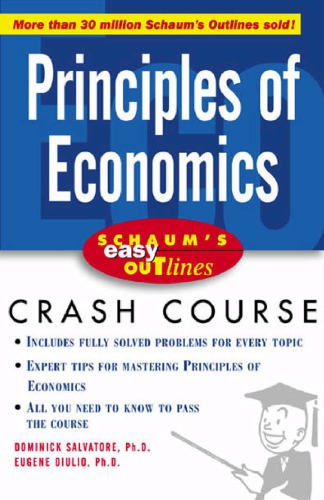 More than 30 million Schaum's Outlines sold!
Principles of
Economics
SCHAUM'S
easy
OUTlines
CRASH COURSE
• INCLUDES FULLY SOLVED PROBLEMS FOR EVERY TOPIC
• EXPERT TIPS FOR MASTERING PRINCIPLES OF
ECONOMICS
• ALL YOU NEED TO KNOW TO PASS
THE COURSE
DOMINICK SALVATORE, Ph.D.
EUGENE DIULIO, Ph.D.
ECO